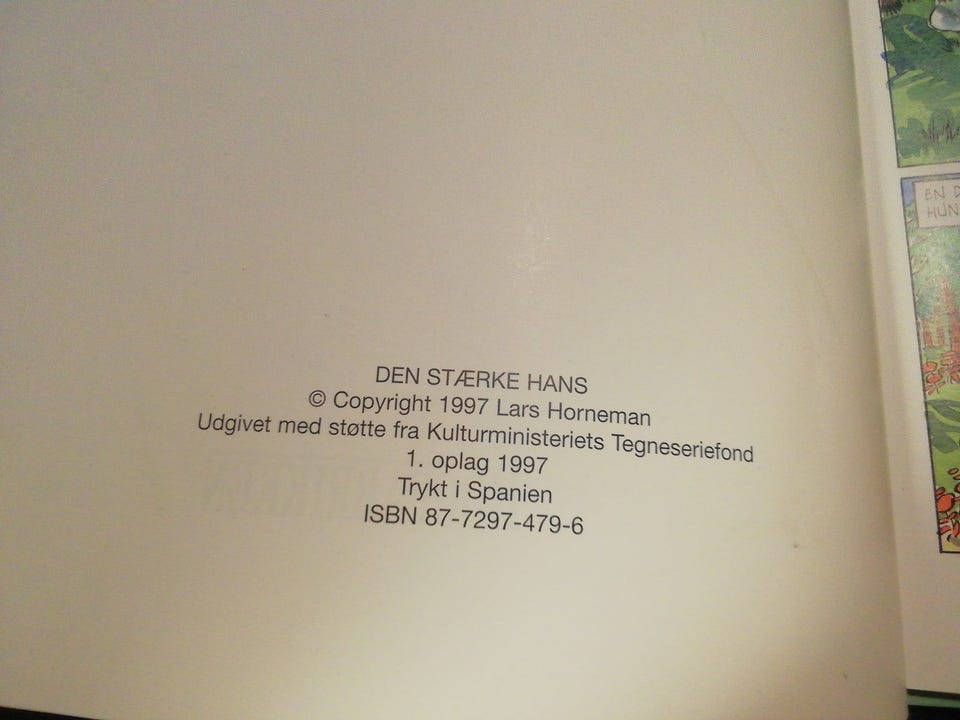 DEN STÆRKE HANS
© Copyright 1997 Lars Horneman
Udgivet med støtte fra Kulturministeriets Tegneseriefond
1. oplag 1997
Trykt i Spanien
ISBN 87-7297-479-6
EN